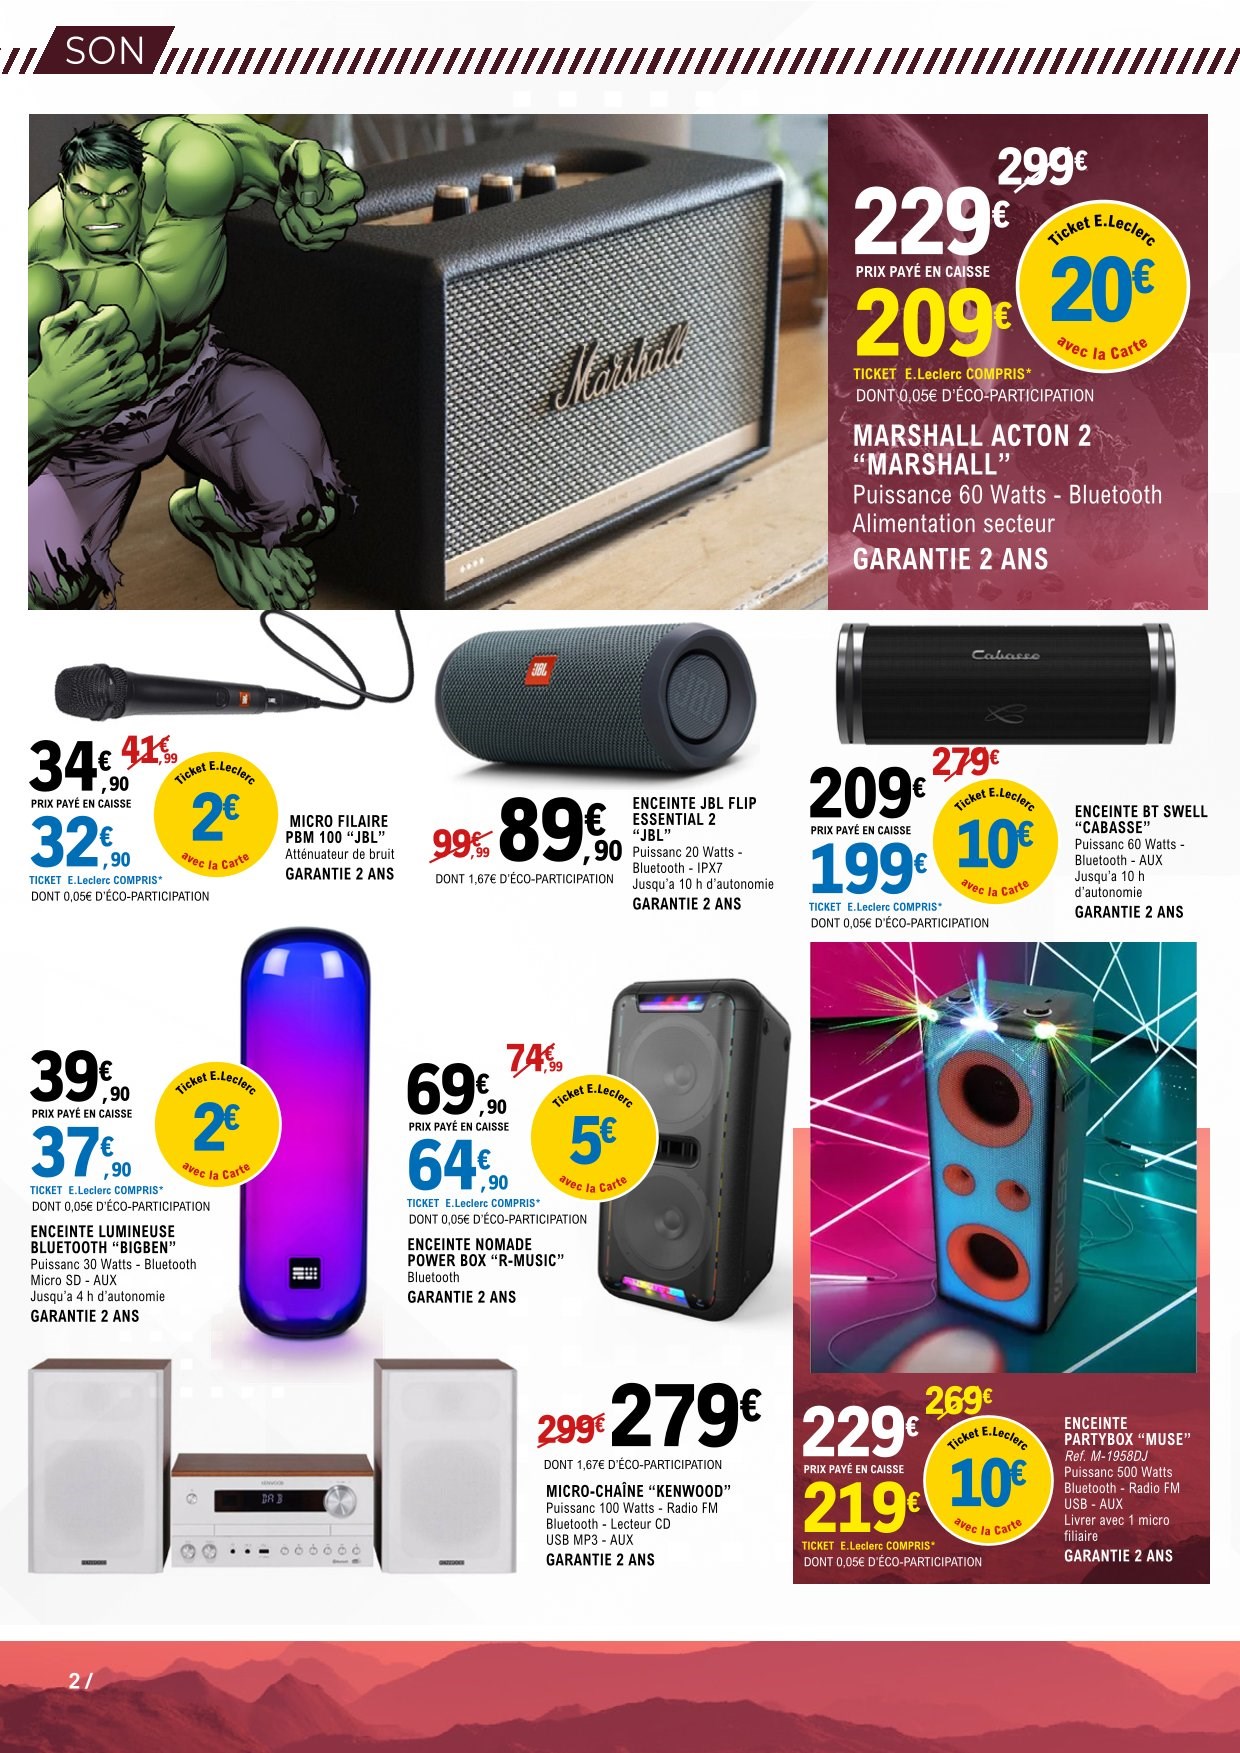 SON
Marshall
299€
229€
PRIX PAYÉ EN CAISSE
209€
TICKET E.Leclerc COMPRIS*
DONT 0,05€ D'ÉCO-PARTICIPATION
Ticket E.Leclerc
20€
avec la Carte
MARSHALL ACTON 2
“MARSHALL”
Puissance 60 Watts - Bluetooth
Alimentation secteur
GARANTIE 2 ANS
34€,90
41€,99
PRIX PAYÉ EN CAISSE
32€,90
TICKET E.Leclerc COMPRIS*
DONT 0,05€ D'ÉCO-PARTICIPATION
Ticket E.Leclerc
2€
avec la Carte
MICRO FILAIRE
PBM 100 “JBL”
Atténuateur de bruit
GARANTIE 2 ANS
JBL
JBL
99€,99
89€,90
DONT 1,67€ D'ÉCO-PARTICIPATION
ENCEINTE JBL FLIP
ESSENTIAL 2
“JBL”
Puissanc 20 Watts -
Bluetooth - IPX7
Jusqu'a 10 h d'autonomie
GARANTIE 2 ANS
Cabasse
279€
209€
PRIX PAYÉ EN CAISSE
199€
TICKET E.Leclerc COMPRIS*
DONT 0,05€ D'ÉCO-PARTICIPATION
Ticket E.Leclerc
10€
avec la Carte
ENCEINTE BT SWELL
“CABASSE”
Puissanc 60 Watts -
Bluetooth - AUX
Jusqu'a 10 h
d'autonomie
GARANTIE 2 ANS
39€,90
PRIX PAYÉ EN CAISSE
37€,90
TICKET E.Leclerc COMPRIS*
DONT 0,05€ D'ÉCO-PARTICIPATION
Ticket E.Leclerc
2€
avec la Carte
ENCEINTE LUMINEUSE
BLUETOOTH “BIGBEN”
Puissanc 30 Watts - Bluetooth
Micro SD - AUX
Jusqu'a 4 h d'autonomie
GARANTIE 2 ANS
74€,99
69€,90
PRIX PAYÉ EN CAISSE
64€,90
TICKET E.Leclerc COMPRIS*
DONT 0,05€ D'ÉCO-PARTICIPATION
Ticket E.Leclerc
5€
avec la Carte
ENCEINTE NOMADE
POWER BOX “R-MUSIC”
Bluetooth
GARANTIE 2 ANS
MUSE
KENWOOD
DAB
KENWOOD
KENWOOD
299€
279€
DONT 1,67€ D'ÉCO-PARTICIPATION
MICRO-CHAÎNE “KENWOOD”
Puissanc 100 Watts - Radio FM
Bluetooth - Lecteur CD
USB MP3 - AUX
GARANTIE 2 ANS
269€
229€
PRIX PAYÉ EN CAISSE
219€
TICKET E.Leclerc COMPRIS*
DONT 0,05€ D'ÉCO-PARTICIPATION
Ticket E.Leclerc
10€
avec la Carte
ENCEINTE
PARTYBOX “MUSE”
Ref. M-1958DJ
Puissanc 500 Watts
Bluetooth - Radio FM
USB - AUX
Livrer avec 1 micro
filiaire
GARANTIE 2 ANS
2 /